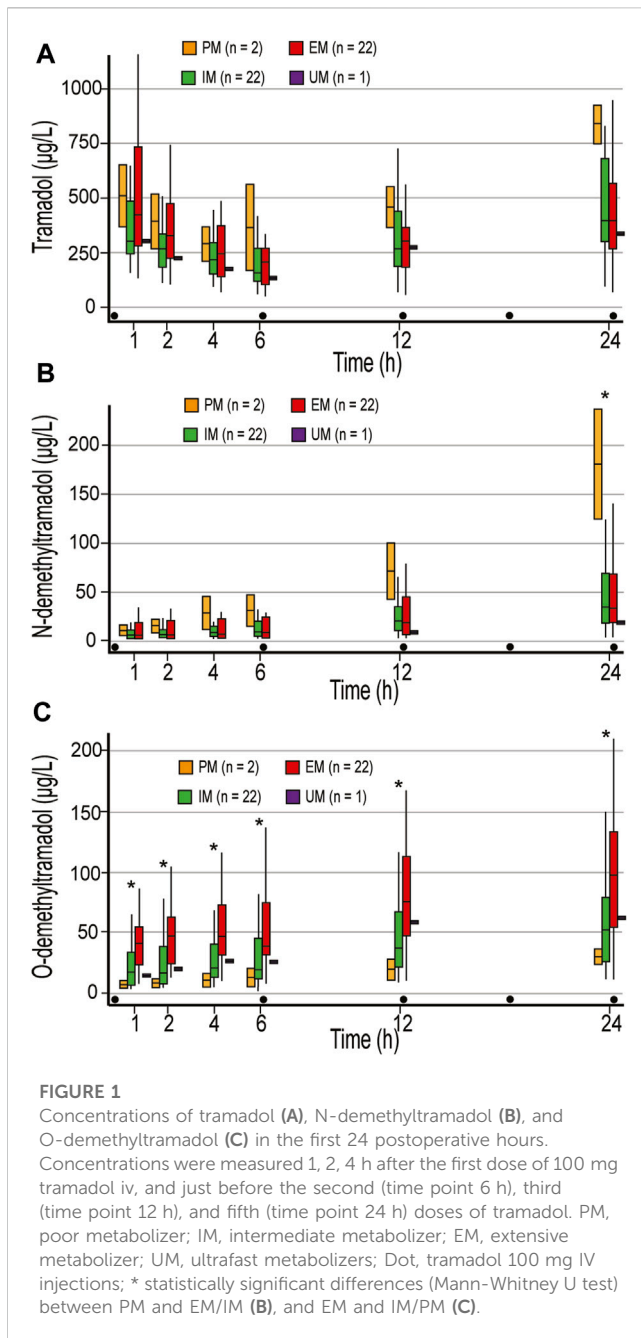 A
PM (n = 2) EM (n = 22)
IM (n = 22) UM (n = 1)
Tramadol (µg/L)
1000
750
500
250
0
1 2 4 6 12 24
Time (h)
B
PM (n = 2) EM (n = 22)
IM (n = 22) UM (n = 1)
*
N-demethyltramadol (µg/L)
200
150
100
50
0
1 2 4 6 12 24
Time (h)
C
PM (n = 2) EM (n = 22)
IM (n = 22) UM (n = 1)
* * * * * *
O-demethyltramadol (µg/L)
200
150
100
50
0
1 2 4 6 12 24
Time (h)
FIGURE 1
Concentrations of tramadol (A), N-demethyltramadol (B), and
O-demethyltramadol (C) in the first 24 postoperative hours.
Concentrations were measured 1, 2, 4 h after the first dose of 100 mg
tramadol iv, and just before the second (time point 6 h), third
(time point 12 h), and fifth (time point 24 h) doses of tramadol. PM,
poor metabolizer; IM, intermediate metabolizer; EM, extensive
metabolizer; UM, ultrafast metabolizers; Dot, tramadol 100 mg IV
injections; * statistically significant differences (Mann-Whitney U test)
between PM and EM/IM (B), and EM and IM/PM (C).